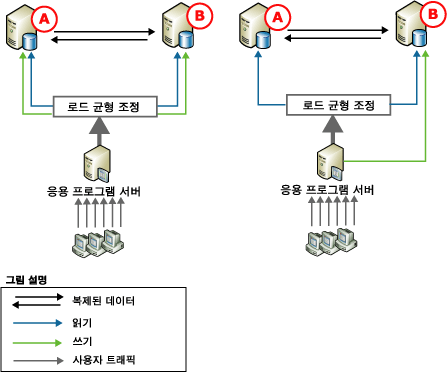 A
B
로드 균형 조정
응용 프로그램 서버
A
B
로드 균형 조정
응용 프로그램 서버
그림 설명
복제된 데이터
읽기
쓰기
사용자 트래픽